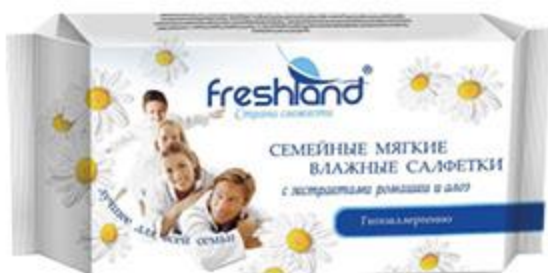 freshland®
Страна свежести
СЕМЕЙНЫЕ МЯГКИЕ
ВЛАЖНЫЕ САЛФЕТКИ
с экстрактами ромашки и алоэ
Гипоаллергенно
лучшее для всей семьи